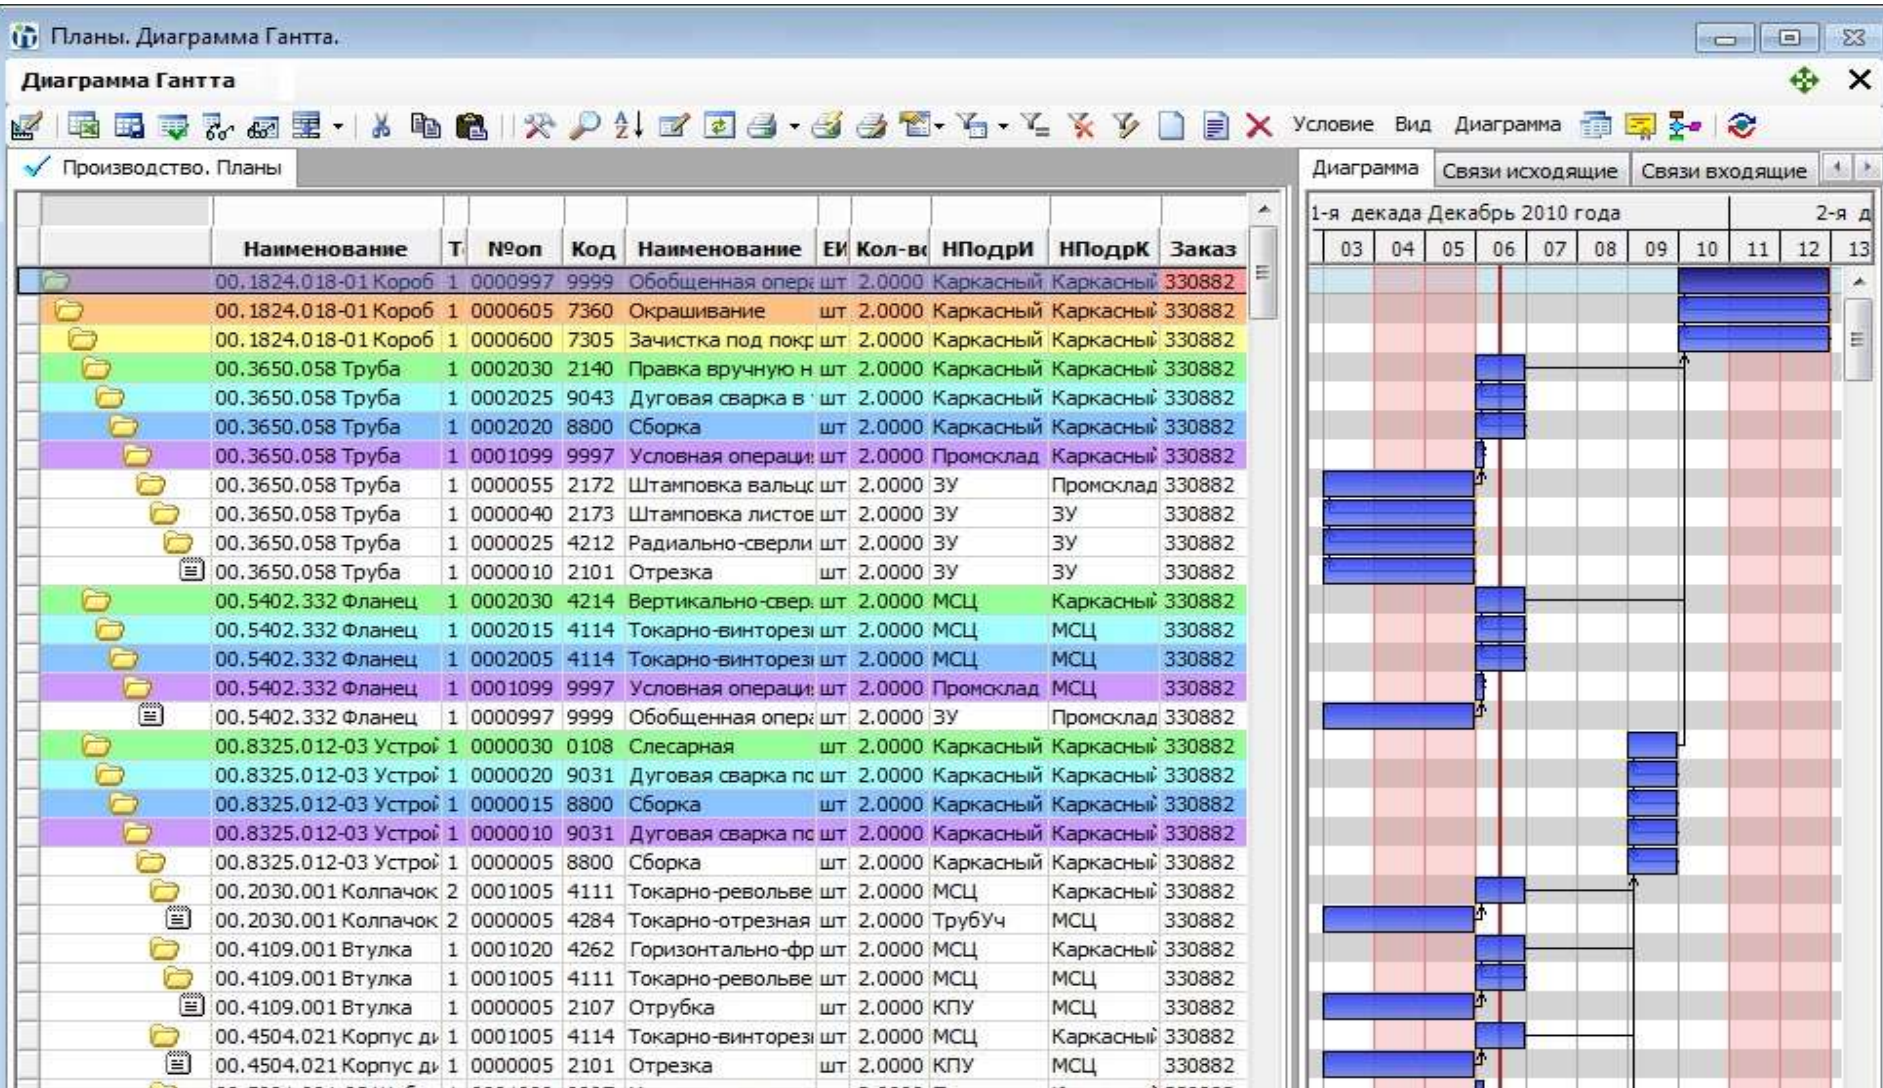 Планы. Диаграмма Гантта.
Диаграмма Гантта
Условие Вид Диаграмма
Производство. Планы
Диаграмма Связи исходящие Связи входящие
1-я декада Декабрь 2010 года 2-я д
Наименование Т №оп Код Наименование ЕИ Кол-во НПодрИ НПодрК Заказ
03 04 05 06 07 08 09 10 11 12 13
00.1824.018-01 Короб 1 0000997 9999 Обобщенная опера шт 2.0000 Каркасный Каркасный 330882
00.1824.018-01 Короб 1 0000605 7360 Окрашивание шт 2.0000 Каркасный Каркасный 330882
00.1824.018-01 Короб 1 0000600 7305 Зачистка под покр шт 2.0000 Каркасный Каркасный 330882
00.3650.058 Труба 1 0002030 2140 Правка вручную н шт 2.0000 Каркасный Каркасный 330882
00.3650.058 Труба 1 0002025 9043 Дуговая сварка в шт 2.0000 Каркасный Каркасный 330882
00.3650.058 Труба 1 0002020 8800 Сборка шт 2.0000 Каркасный Каркасный 330882
00.3650.058 Труба 1 0001099 9997 Условная операци шт 2.0000 Промсклад Каркасный 330882
00.3650.058 Труба 1 0000055 2172 Штамповка вальцо шт 2.0000 ЗУ Промсклад 330882
00.3650.058 Труба 1 0000040 2173 Штамповка листов шт 2.0000 ЗУ ЗУ 330882
00.3650.058 Труба 1 0000025 4212 Радиально-сверли шт 2.0000 ЗУ ЗУ 330882
00.3650.058 Труба 1 0000010 2101 Отрезка шт 2.0000 ЗУ ЗУ 330882
00.5402.332 Фланец 1 0002030 4214 Вертикально-свер шт 2.0000 МСЦ Каркасный 330882
00.5402.332 Фланец 1 0002015 4114 Токарно-винторез шт 2.0000 МСЦ МСЦ 330882
00.5402.332 Фланец 1 0002005 4114 Токарно-винторез шт 2.0000 МСЦ МСЦ 330882
00.5402.332 Фланец 1 0001099 9997 Условная операци шт 2.0000 Промсклад МСЦ 330882
00.5402.332 Фланец 1 0000997 9999 Обобщенная опера шт 2.0000 ЗУ Промсклад 330882
00.8325.012-03 Устрой 1 0000030 0108 Слесарная шт 2.0000 Каркасный Каркасный 330882
00.8325.012-03 Устрой 1 0000020 9031 Дуговая сварка по шт 2.0000 Каркасный Каркасный 330882
00.8325.012-03 Устрой 1 0000015 8800 Сборка шт 2.0000 Каркасный Каркасный 330882
00.8325.012-03 Устрой 1 0000010 9031 Дуговая сварка по шт 2.0000 Каркасный Каркасный 330882
00.8325.012-03 Устрой 1 0000005 8800 Сборка шт 2.0000 Каркасный Каркасный 330882
00.2030.001 Колпачок 2 0001005 4111 Токарно-револьве шт 2.0000 МСЦ Каркасный 330882
00.2030.001 Колпачок 2 0000005 4284 Токарно-отрезная шт 2.0000 ТрубУч МСЦ 330882
00.4109.001 Втулка 1 0001020 4262 Горизонтально-фр шт 2.0000 МСЦ Каркасный 330882
00.4109.001 Втулка 1 0001005 4111 Токарно-револьве шт 2.0000 МСЦ МСЦ 330882
00.4109.001 Втулка 1 0000005 2107 Отрубка шт 2.0000 КПУ МСЦ 330882
00.4504.021 Корпус ди 1 0001005 4114 Токарно-винторез шт 2.0000 МСЦ Каркасный 330882
00.4504.021 Корпус ди 1 0000005 2101 Отрезка шт 2.0000 КПУ МСЦ 330882